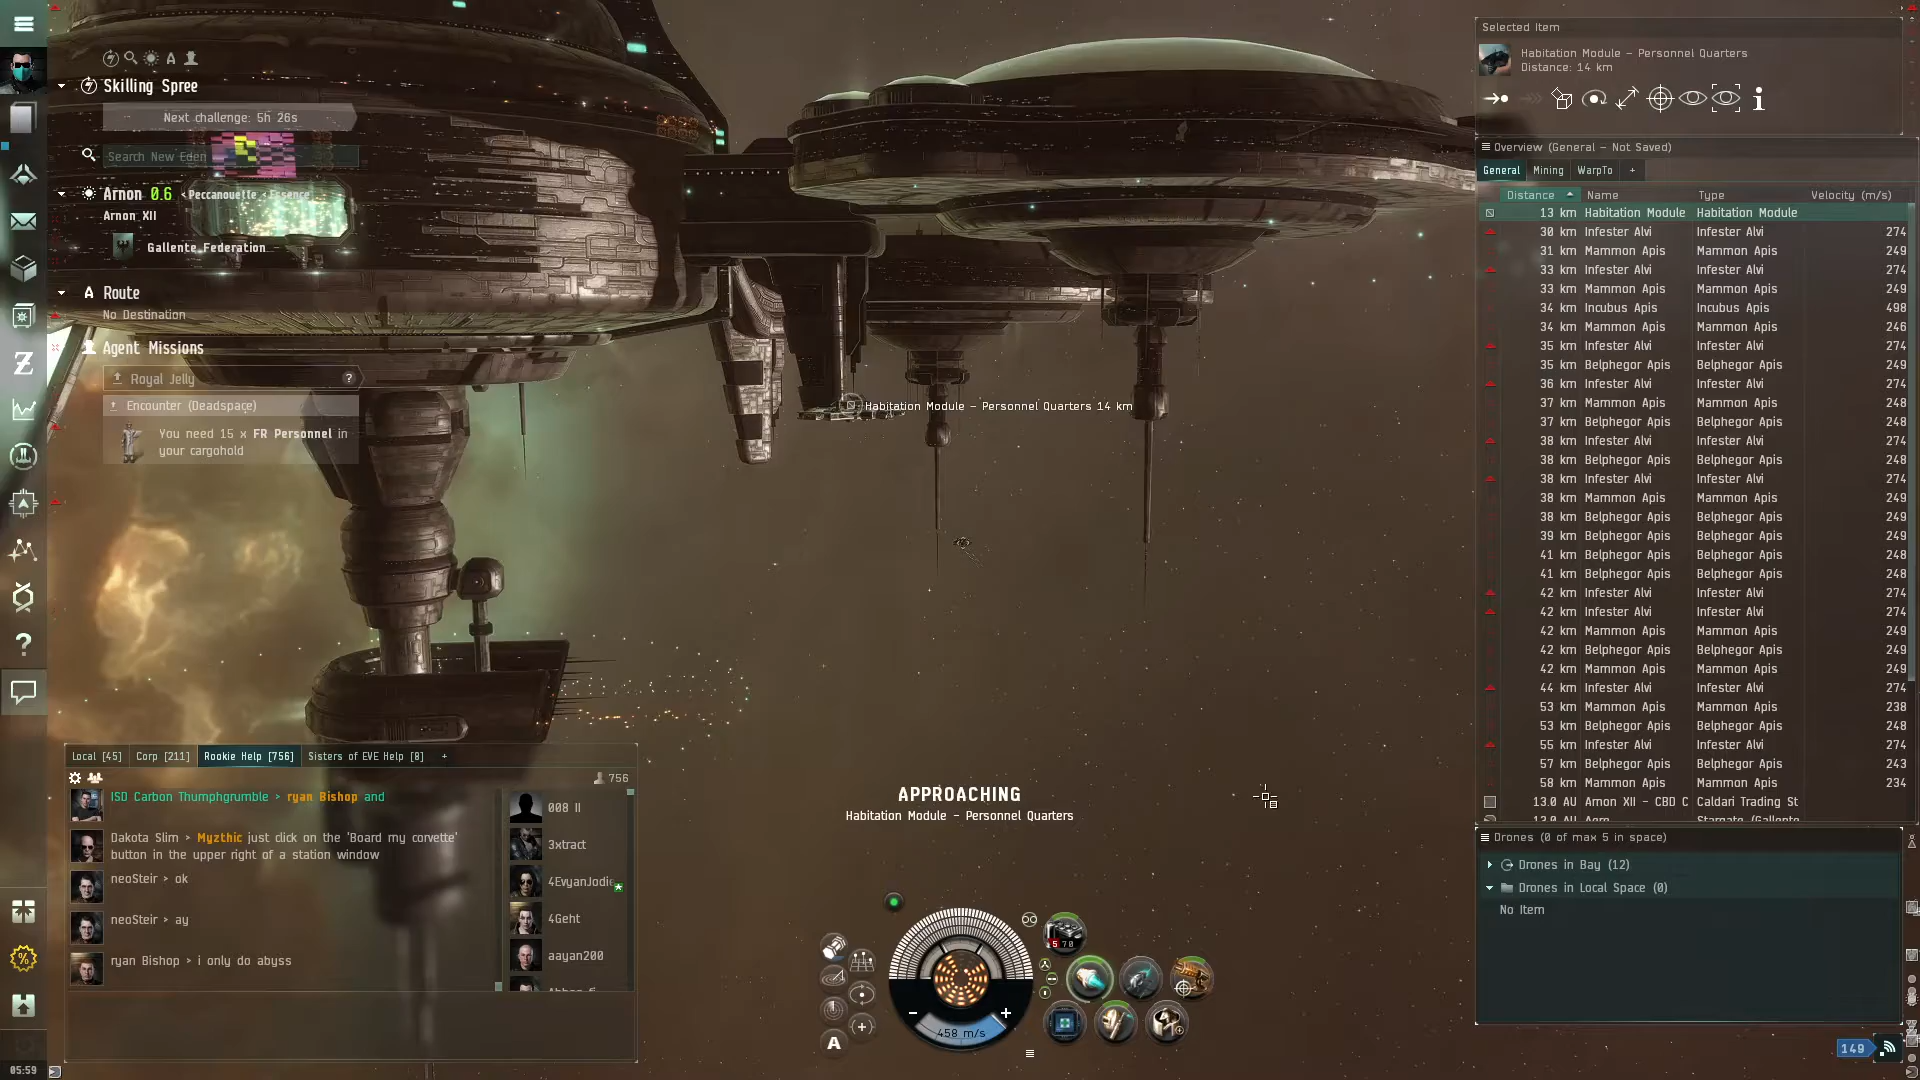 Skilling Spree
Next challenge: 5h 26s
Search New Eden
Arnon 0.6 < Peccanouette < Essence
Arnon XII
Gallente Federation
A Route
No Destination
Agent Missions
Royal Jelly ?
Encounter (Deadspace)
You need 15 x FR Personnel in
your cargohold
Habitation Module - Personnel Quarters 14 km
Local [45] Corp [211] Rookie Help [756] Sisters of EVE Help [8] +
756
ISD Carbon Thumphgrumble > ryan Bishop and
Dakota Slim > Myzthic just click on the 'Board my corvette'
button in the upper right of a station window
neoSteir > ok
neoSteir > ay
ryan Bishop > i only do abyss
008 II
3xtract
4EvyanJodie
4Geht
aayan200
APPROACHING
Habitation Module - Personnel Quarters
5 70
458 m/s
A
05:59
Selected Item
Habitation Module - Personnel Quarters
Distance: 14 km
Overview (General - Not Saved)
General Mining WarpTo +
Distance Name Type Velocity (m/s)
13 km Habitation Module Habitation Module
30 km Infester Alvi Infester Alvi 274
31 km Mammon Apis Mammon Apis 249
33 km Infester Alvi Infester Alvi 274
33 km Mammon Apis Mammon Apis 249
34 km Incubus Apis Incubus Apis 498
34 km Mammon Apis Mammon Apis 246
35 km Infester Alvi Infester Alvi 274
35 km Belphegor Apis Belphegor Apis 249
36 km Infester Alvi Infester Alvi 274
37 km Mammon Apis Mammon Apis 248
37 km Belphegor Apis Belphegor Apis 248
38 km Infester Alvi Infester Alvi 274
38 km Belphegor Apis Belphegor Apis 248
38 km Infester Alvi Infester Alvi 274
38 km Mammon Apis Mammon Apis 249
38 km Belphegor Apis Belphegor Apis 249
39 km Belphegor Apis Belphegor Apis 249
41 km Belphegor Apis Belphegor Apis 248
41 km Belphegor Apis Belphegor Apis 248
42 km Infester Alvi Infester Alvi 274
42 km Infester Alvi Infester Alvi 274
42 km Mammon Apis Mammon Apis 249
42 km Belphegor Apis Belphegor Apis 249
42 km Mammon Apis Mammon Apis 249
44 km Infester Alvi Infester Alvi 274
53 km Mammon Apis Mammon Apis 238
53 km Belphegor Apis Belphegor Apis 248
55 km Infester Alvi Infester Alvi 274
57 km Belphegor Apis Belphegor Apis 243
58 km Mammon Apis Mammon Apis 234
13.0 AU Arnon XII - CBD C Caldari Trading St
Drones (0 of max 5 in space)
Drones in Bay (12)
Drones in Local Space (0)
No Item
149